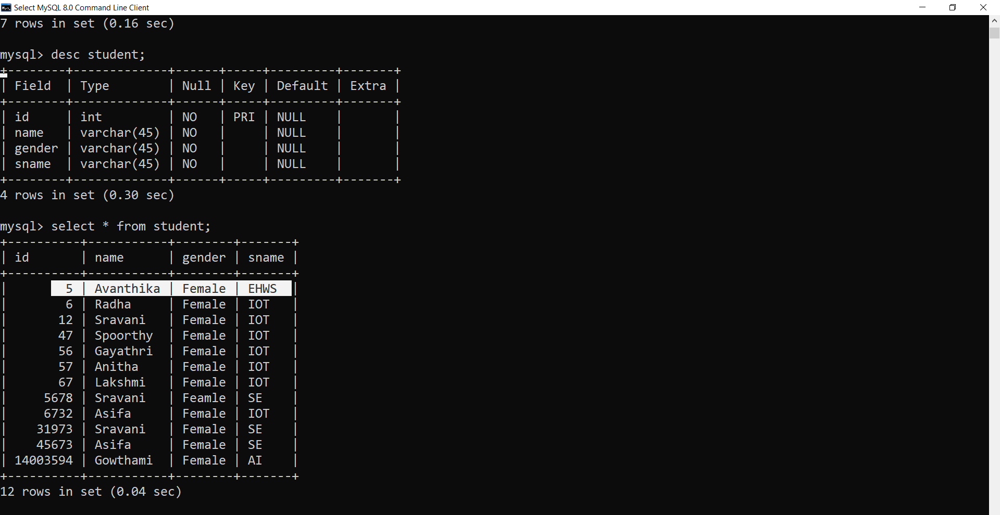 Select MySQL 8.0 Command Line Client
7 rows in set (0.16 sec)
mysql> desc student;
+--------+-------------+------+-----+---------+-------+
| Field  | Type        | Null | Key | Default | Extra |
+--------+-------------+------+-----+---------+-------+
| id     | int         | NO   | PRI | NULL    |       |
| name   | varchar(45) | NO   |     | NULL    |       |
| gender | varchar(45) | NO   |     | NULL    |       |
| sname  | varchar(45) | NO   |     | NULL    |       |
+--------+-------------+------+-----+---------+-------+
4 rows in set (0.30 sec)
mysql> select * from student;
+----------+-----------+--------+-------+
| id       | name      | gender | sname |
+----------+-----------+--------+-------+
|        5 | Avanthika | Female | EHWS  |
|        6 | Radha     | Female | IOT   |
|       12 | Sravani   | Female | IOT   |
|       47 | Spoorthy  | Female | IOT   |
|       56 | Gayathri  | Female | IOT   |
|       57 | Anitha    | Female | IOT   |
|       67 | Lakshmi   | Female | IOT   |
|     5678 | Sravani   | Feamle | SE    |
|     6732 | Asifa     | Female | IOT   |
|    31973 | Sravani   | Female | SE    |
|    45673 | Asifa     | Female | SE    |
| 14003594 | Gowthami  | Female | AI    |
+----------+-----------+--------+-------+
12 rows in set (0.04 sec)